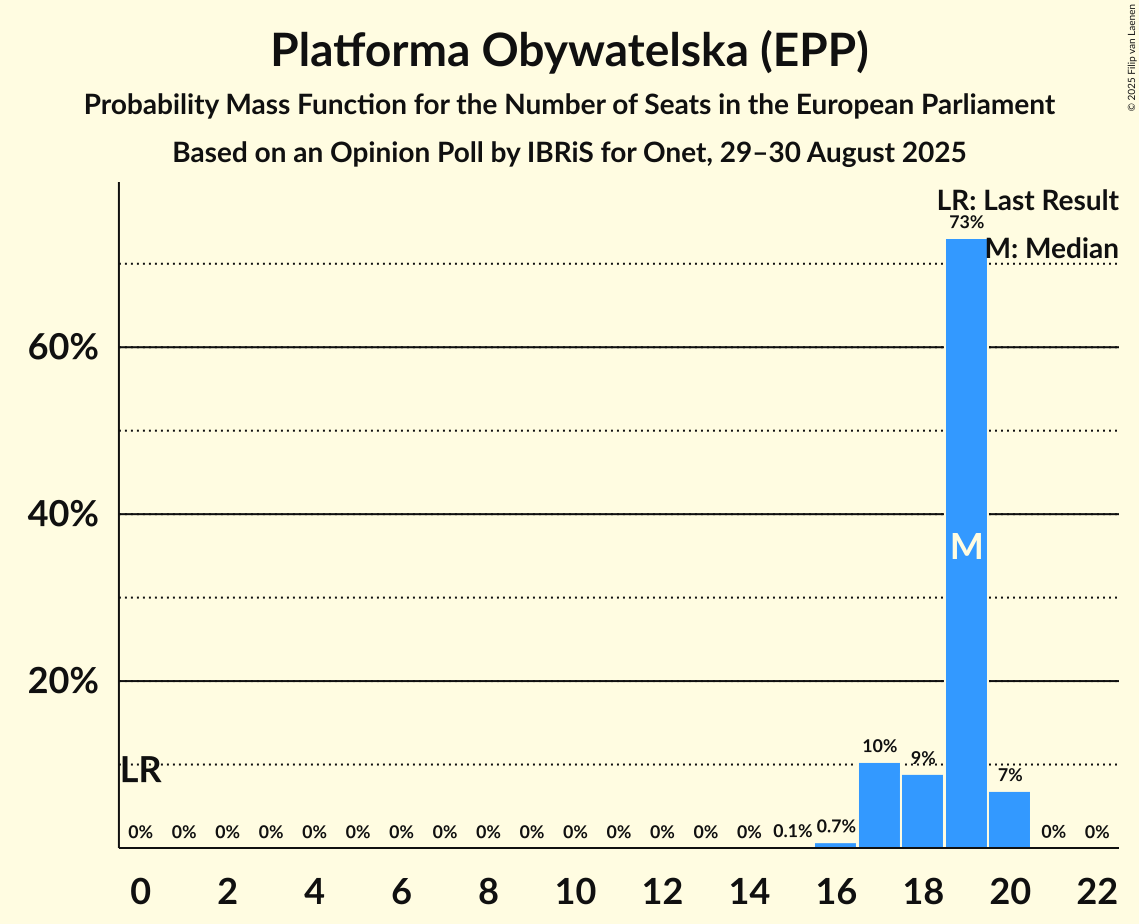 Platforma Obywatelska (EPP)
Probability Mass Function for the Number of Seats in the European Parliament
Based on an Opinion Poll by IBRiS for Onet, 29–30 August 2025
© 2025 Filip van Laenen
LR: Last Result
M: Median
73%
60%
40%
20%
M
LR
0% 0% 0% 0% 0% 0% 0% 0% 0% 0% 0% 0% 0% 0% 0% 0.1% 0.7% 10% 9% 7% 0% 0%
0 2 4 6 8 10 12 14 16 18 20 22